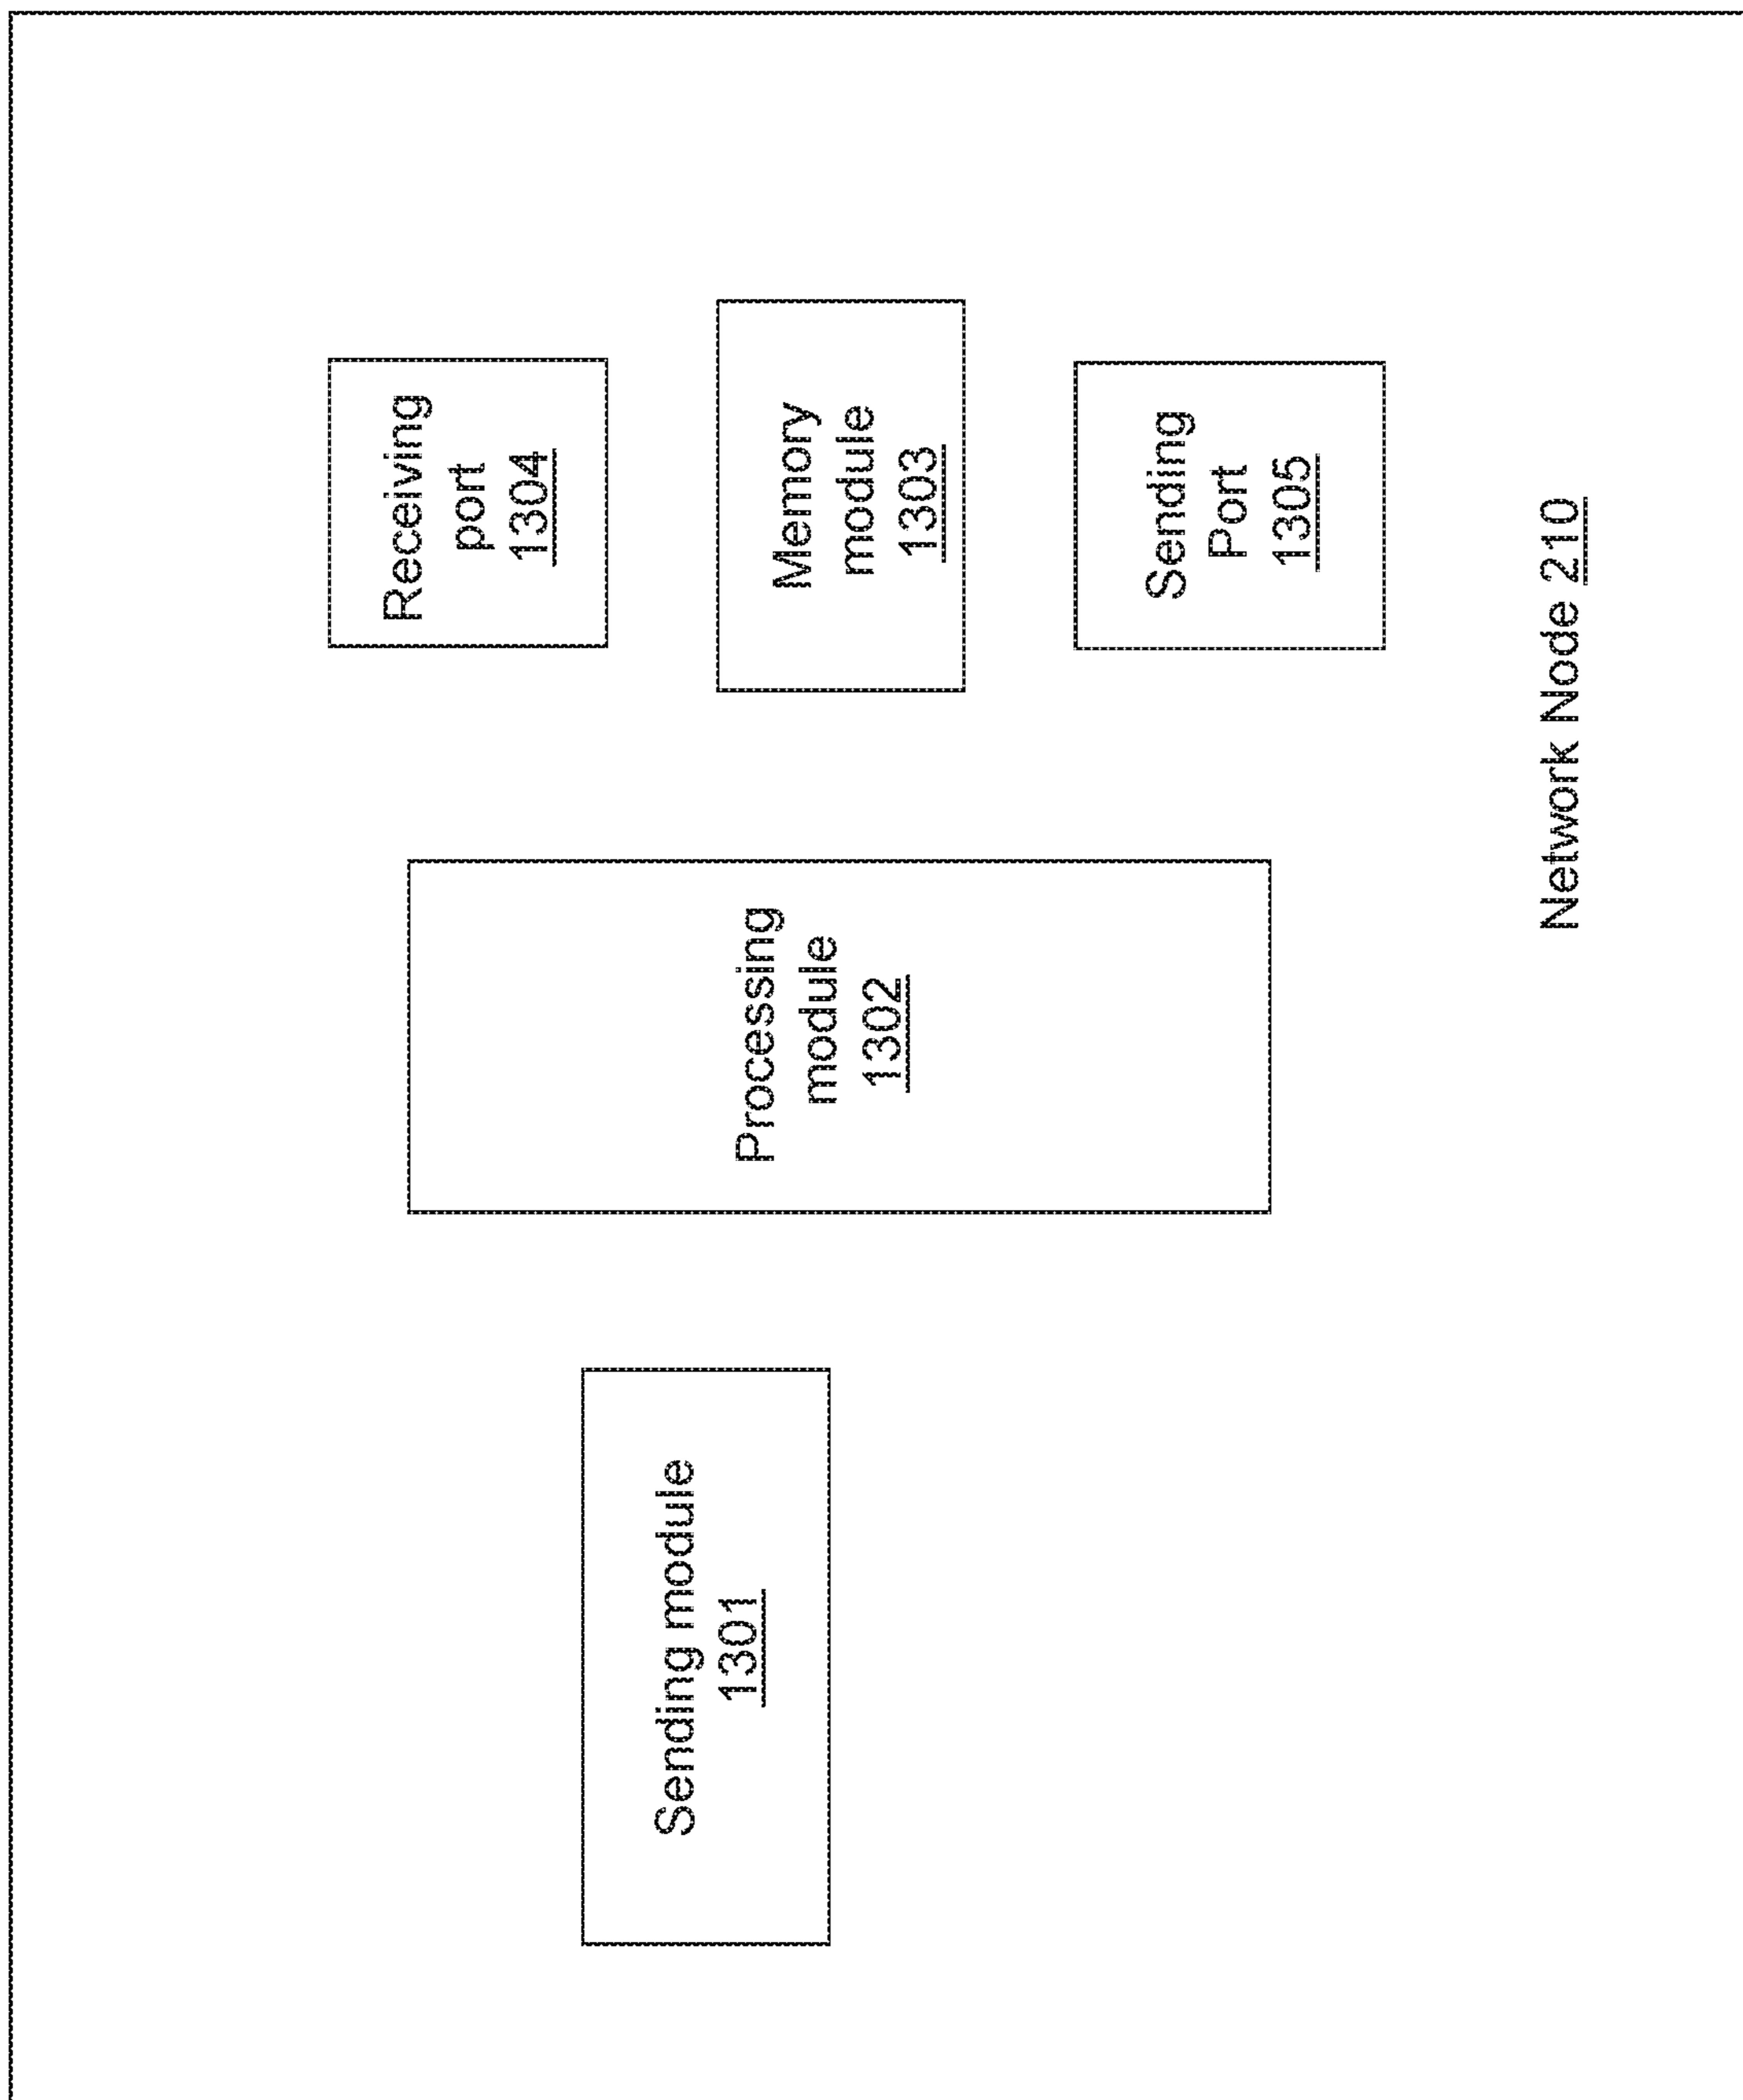 Sending module
1301
Processing
module
1302
Receiving
port
1304
Memory
module
1303
Sending
Port
1305
Network Node 210